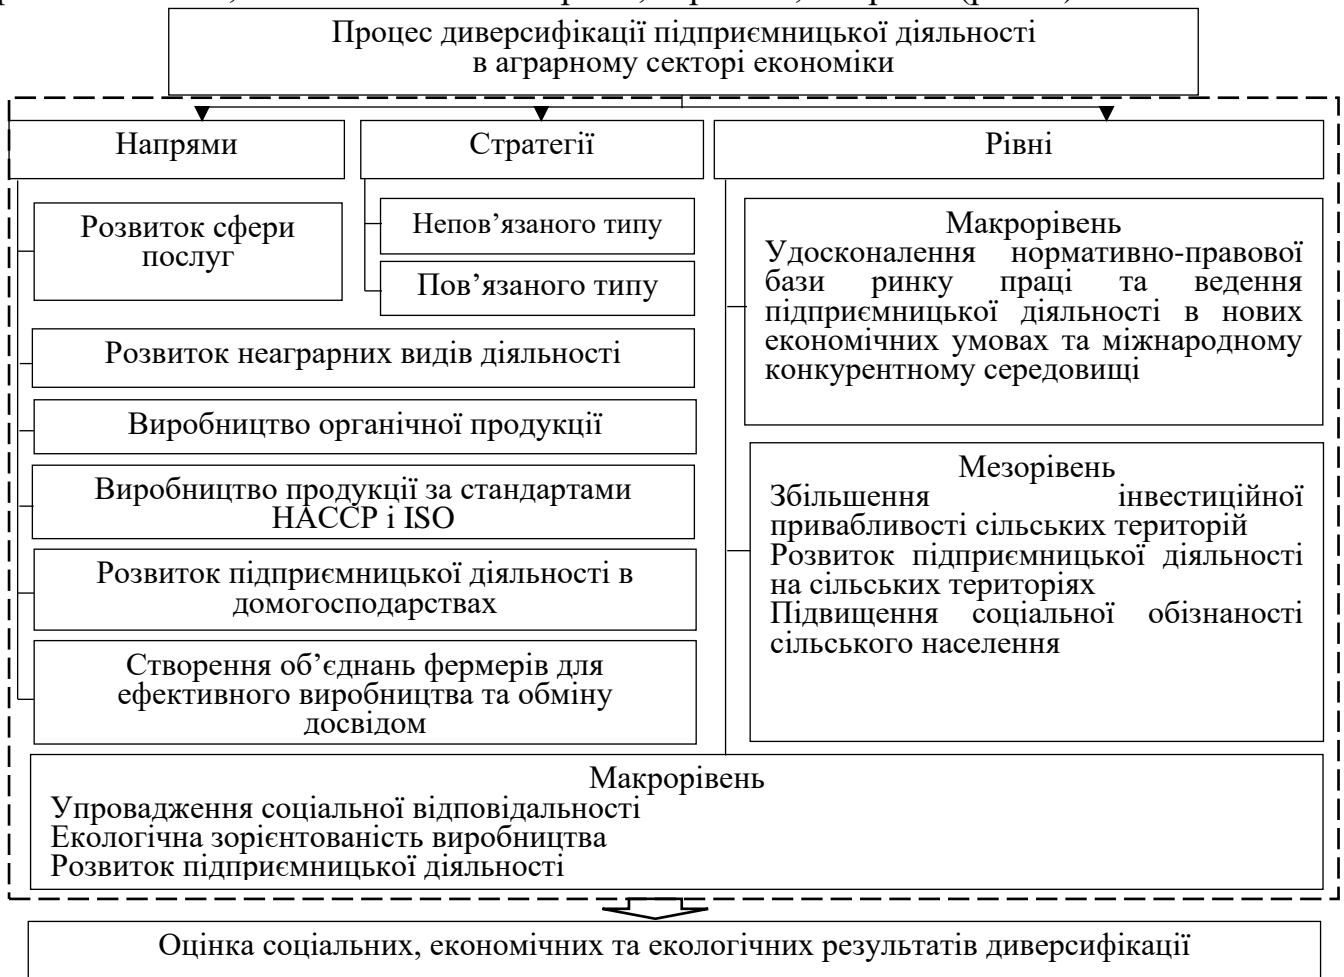 Процес диверсифікації підприємницької діяльності
в аграрному секторі економіки
Напрями
Стратегії
Рівні
Розвиток сфери
послуг
Непов’язаного типу
Пов’язаного типу
Розвиток неаграрних видів діяльності
Виробництво органічної продукції
Виробництво продукції за стандартами
НАССР і ISO
Розвиток підприємницької діяльності в
домогосподарствах
Створення об’єднань фермерів для
ефективного виробництва та обміну
досвідом
Макрорівень
Удосконалення нормативно-правової
бази ринку праці та ведення
підприємницької діяльності в нових
економічних умовах та міжнародному
конкурентному середовищі
Мезорівень
Збільшення інвестиційної
привабливості сільських територій
Розвиток підприємницької діяльності
на сільських територіях
Підвищення соціальної обізнаності
сільського населення
Макрорівень
Упровадження соціальної відповідальності
Екологічна зорієнтованість виробництва
Розвиток підприємницької діяльності
Оцінка соціальних, економічних та екологічних результатів диверсифікації